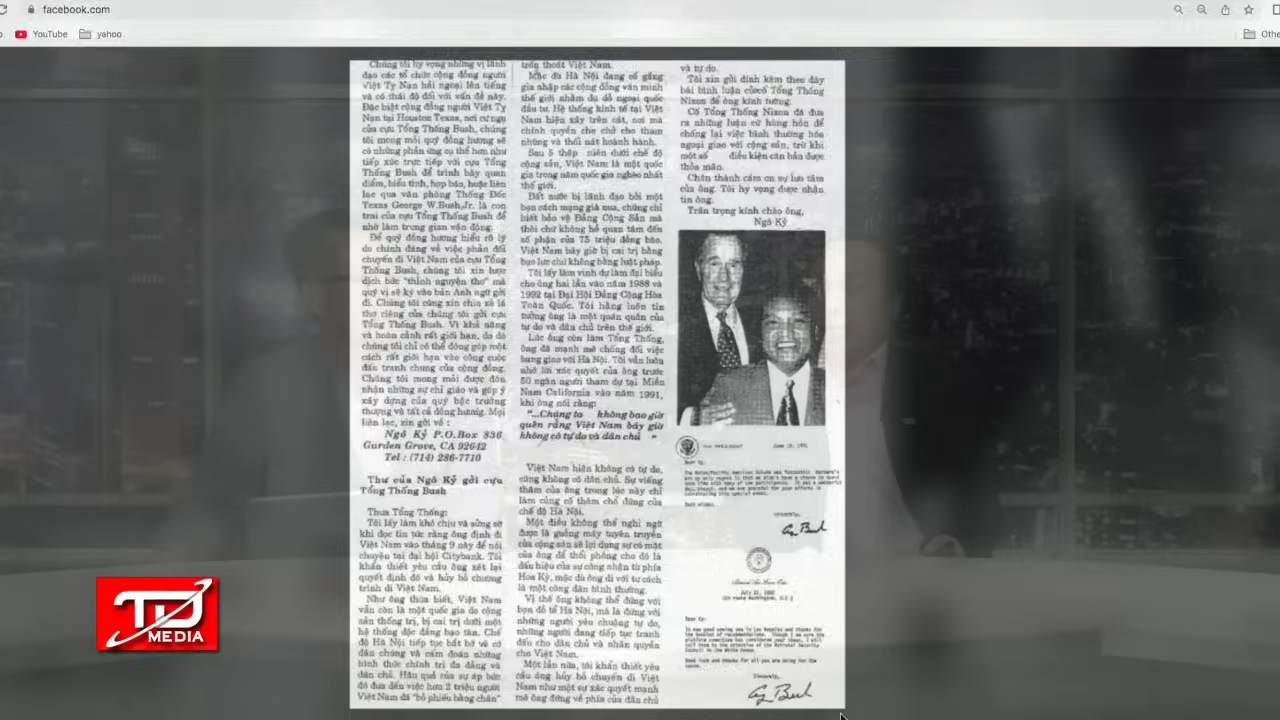 facebook.com
YouTube
yahoo
Othe
Chúng tôi hy vọng những vị lãnh
đạo các tổ chức cộng đồng người
Việt Tỵ Nạn hải ngoại lên tiếng
và có thái độ đối với vấn đề này.
Đặc biệt cộng đồng người Việt Tỵ
Nạn tại Houston Texas, nơi cư ngụ
của cựu Tổng Thống Bush, chúng
tôi mong mỏi quý đồng hương sẽ
có những phản ứng cụ thể hơn như
tiếp xúc trực tiếp với cựu Tổng
Thống Bush để trình bày quan
điểm, biểu tình, họp báo, hoặc liên
lạc qua văn phòng Thống Đốc
Texas George W.Bush,Jr. là con
trai của cựu Tổng Thống Bush để
nhờ làm trung gian vận động.
Để quý đồng hương hiểu rõ lý
do chính đáng về việc phản đối
chuyến đi Việt Nam của cựu Tổng
Thống Bush, chúng tôi xin lược
dịch bức "thỉnh nguyện thơ" mà
quý vị sẽ ký vào bản Anh ngữ gởi
đi. Chúng tôi cũng xin chia xẻ lá
thơ riêng của chúng tôi gởi cựu
Tổng Thống Bush. Vì khả năng
và hoàn cảnh rất giới hạn, do đó
chúng tôi chỉ có thể đóng góp một
cách rất giới hạn vào công cuộc
đấu tranh chung của cộng đồng.
Chúng tôi mong mỏi được đón
nhận những sự chỉ giáo và góp ý
xây dựng của quý bậc trưởng
thượng và tất cả đồng hương. Mọi
liên lạc, xin gởi về :
Ngô Kỷ P.O.Box 836
Garden Grove, CA 92642
Tel : (714) 286-7710
Thư của Ngô Kỷ gởi cựu
Tổng Thống Bush
Thưa Tổng Thống:
Tôi lấy làm khó chịu và sửng sờ
khi đọc tin tức rằng ông định đi
Việt Nam vào tháng 9 này để nói
chuyện tại đại hội Citybank. Tôi
khẩn thiết yêu cầu ông xét lại
quyết định đó và hủy bỏ chương
trình đi Việt Nam.
Như ông thừa biết, Việt Nam
vẫn còn là một quốc gia do cộng
sản thống trị, bị cai trị dưới một
hệ thống độc đảng bạo tàn. Chế
độ Hà Nội tiếp tục bắt bớ vô cớ
dân chúng và cấm đoán những
hình thức chính trị đa đảng và
dân chủ. Hậu quả của sự áp bức
đó đưa đến việc hơn 2 triệu người
Việt Nam đã "bỏ phiếu bằng chân"
trốn thoát Việt Nam.
Mặc dù Hà Nội đang cố gắng
gia nhập các cộng đồng văn minh
thế giới nhằm dụ dỗ ngoại quốc
đầu tư. Hệ thống kinh tế tại Việt
Nam hiện xây trên cát, nơi mà
chính quyền che chở cho tham
nhũng và thối nát hoành hành.
Sau 5 thập niên dưới chế độ
cộng sản, Việt Nam là một quốc
gia trong năm quốc gia nghèo nhất
thế giới.
Đất nước bị lãnh đạo bởi một
bọn cách mạng già nua, chúng chỉ
biết bảo vệ Đảng Cộng Sản mà
thôi chứ không hề quan tâm đến
số phận của 75 triệu đồng bào.
Việt Nam bây giờ bị cai trị bằng
bạo lực chứ không bằng luật pháp.
Tôi lấy làm vinh dự làm đại biểu
cho ông hai lần vào năm 1988 và
1992 tại Đại Hội Đảng Cộng Hòa
Toàn Quốc. Tôi hằng luôn tin
tưởng ông là một quán quân của
tự do và dân chủ trên thế giới.
Lúc ông còn làm Tổng Thống,
ông đã mạnh mẽ chống đối việc
bang giao với Hà Nội. Tôi vẫn luôn
nhớ lời xác quyết của ông trước
50 ngàn người tham dự tại Miền
Nam California vào năm 1991,
khi ông nói rằng:
"...Chúng ta không bao giờ
quên rằng Việt Nam bây giờ
không có tự do và dân chủ "
Việt Nam hiện không có tự do,
cũng không có dân chủ. Sự viếng
thăm của ông trong lúc này chỉ
làm củng cố thêm chỗ đứng của
chế độ Hà Nội.
Một điều không thể nghi ngờ
được là guồng máy tuyên truyền
của cộng sản sẽ lợi dụng sự có mặt
của ông để thổi phồng cho đó là
dấu hiệu của sự công nhận từ phía
Hoa Kỳ, mặc dù ông đi với tư cách
là một công dân bình thường.
Vị thế ông không thể đứng với
bọn đồ tể Hà Nội, mà là đứng với
những người yêu chuộng tự do,
những người đang tiếp tục tranh
đấu cho dân chủ và nhân quyền
cho Việt Nam.
Một lần nữa, tôi khẩn thiết yêu
cầu ông hủy bỏ chuyến đi Việt
Nam như một sự xác quyết mạnh
mẽ ông đứng về phía của dân chủ
và tự do.
Tôi xin gửi đính kèm theo đây
bài bình luận của cố Tổng Thống
Nixon để ông kính tường.
Cố Tổng Thống Nixon đã đưa
ra những luận cứ hùng hồn để
chống lại việc bình thường hóa
ngoại giao với cộng sản, trừ khi
một số điều kiện căn bản được
thỏa mãn.
Chân thành cám ơn sự lưu tâm
của ông. Tôi hy vọng được nhận
tin ông.
Trân trọng kính chào ông,
Ngô Kỷ
Dear Ky:
Sincerely,
Dear Ky:
Sincerely,
TD
MEDIA